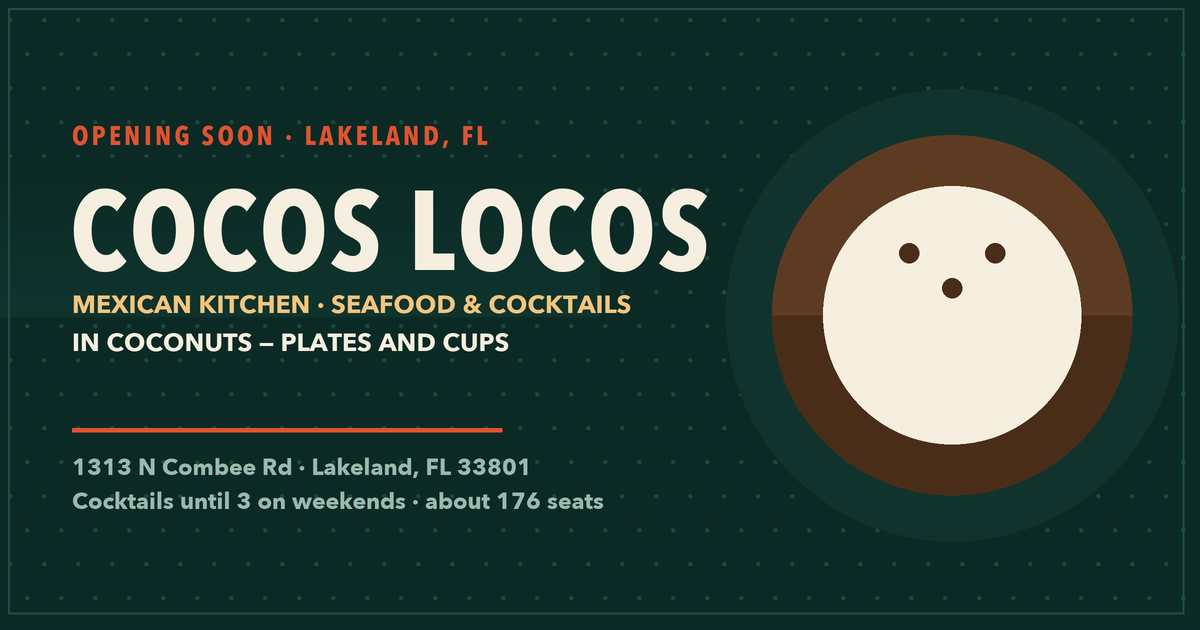 OPENING SOON · LAKELAND, FL
COCOS LOCOS
MEXICAN KITCHEN · SEAFOOD & COCKTAILS
IN COCONUTS — PLATES AND CUPS
1313 N Combee Rd · Lakeland, FL 33801
Cocktails until 3 on weekends · about 176 seats